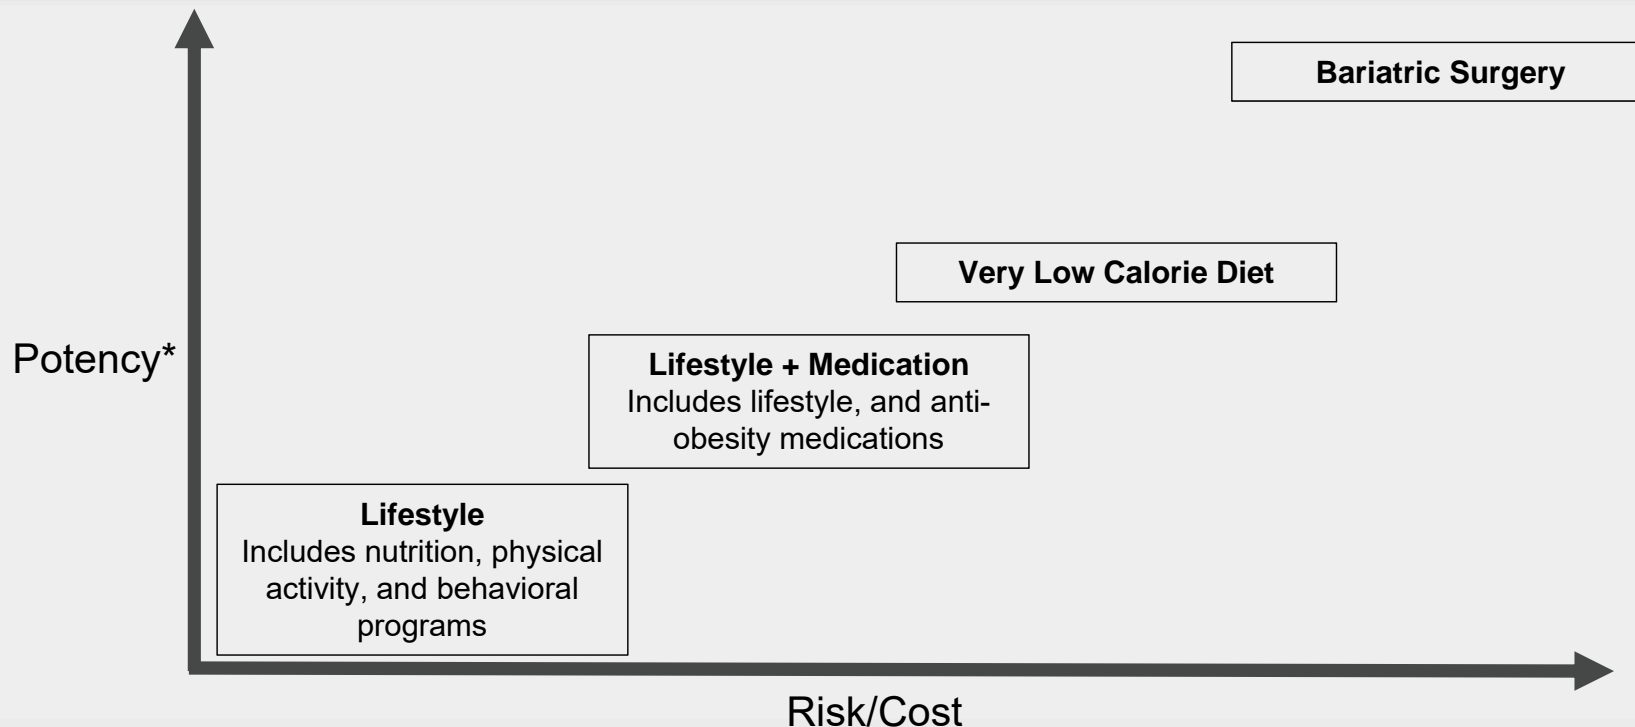 Bariatric Surgery
Very Low Calorie Diet
Potency*
Lifestyle + Medication
Includes lifestyle, and anti-
obesity medications
Lifestyle
Includes nutrition, physical
activity, and behavioral
programs
Risk/Cost